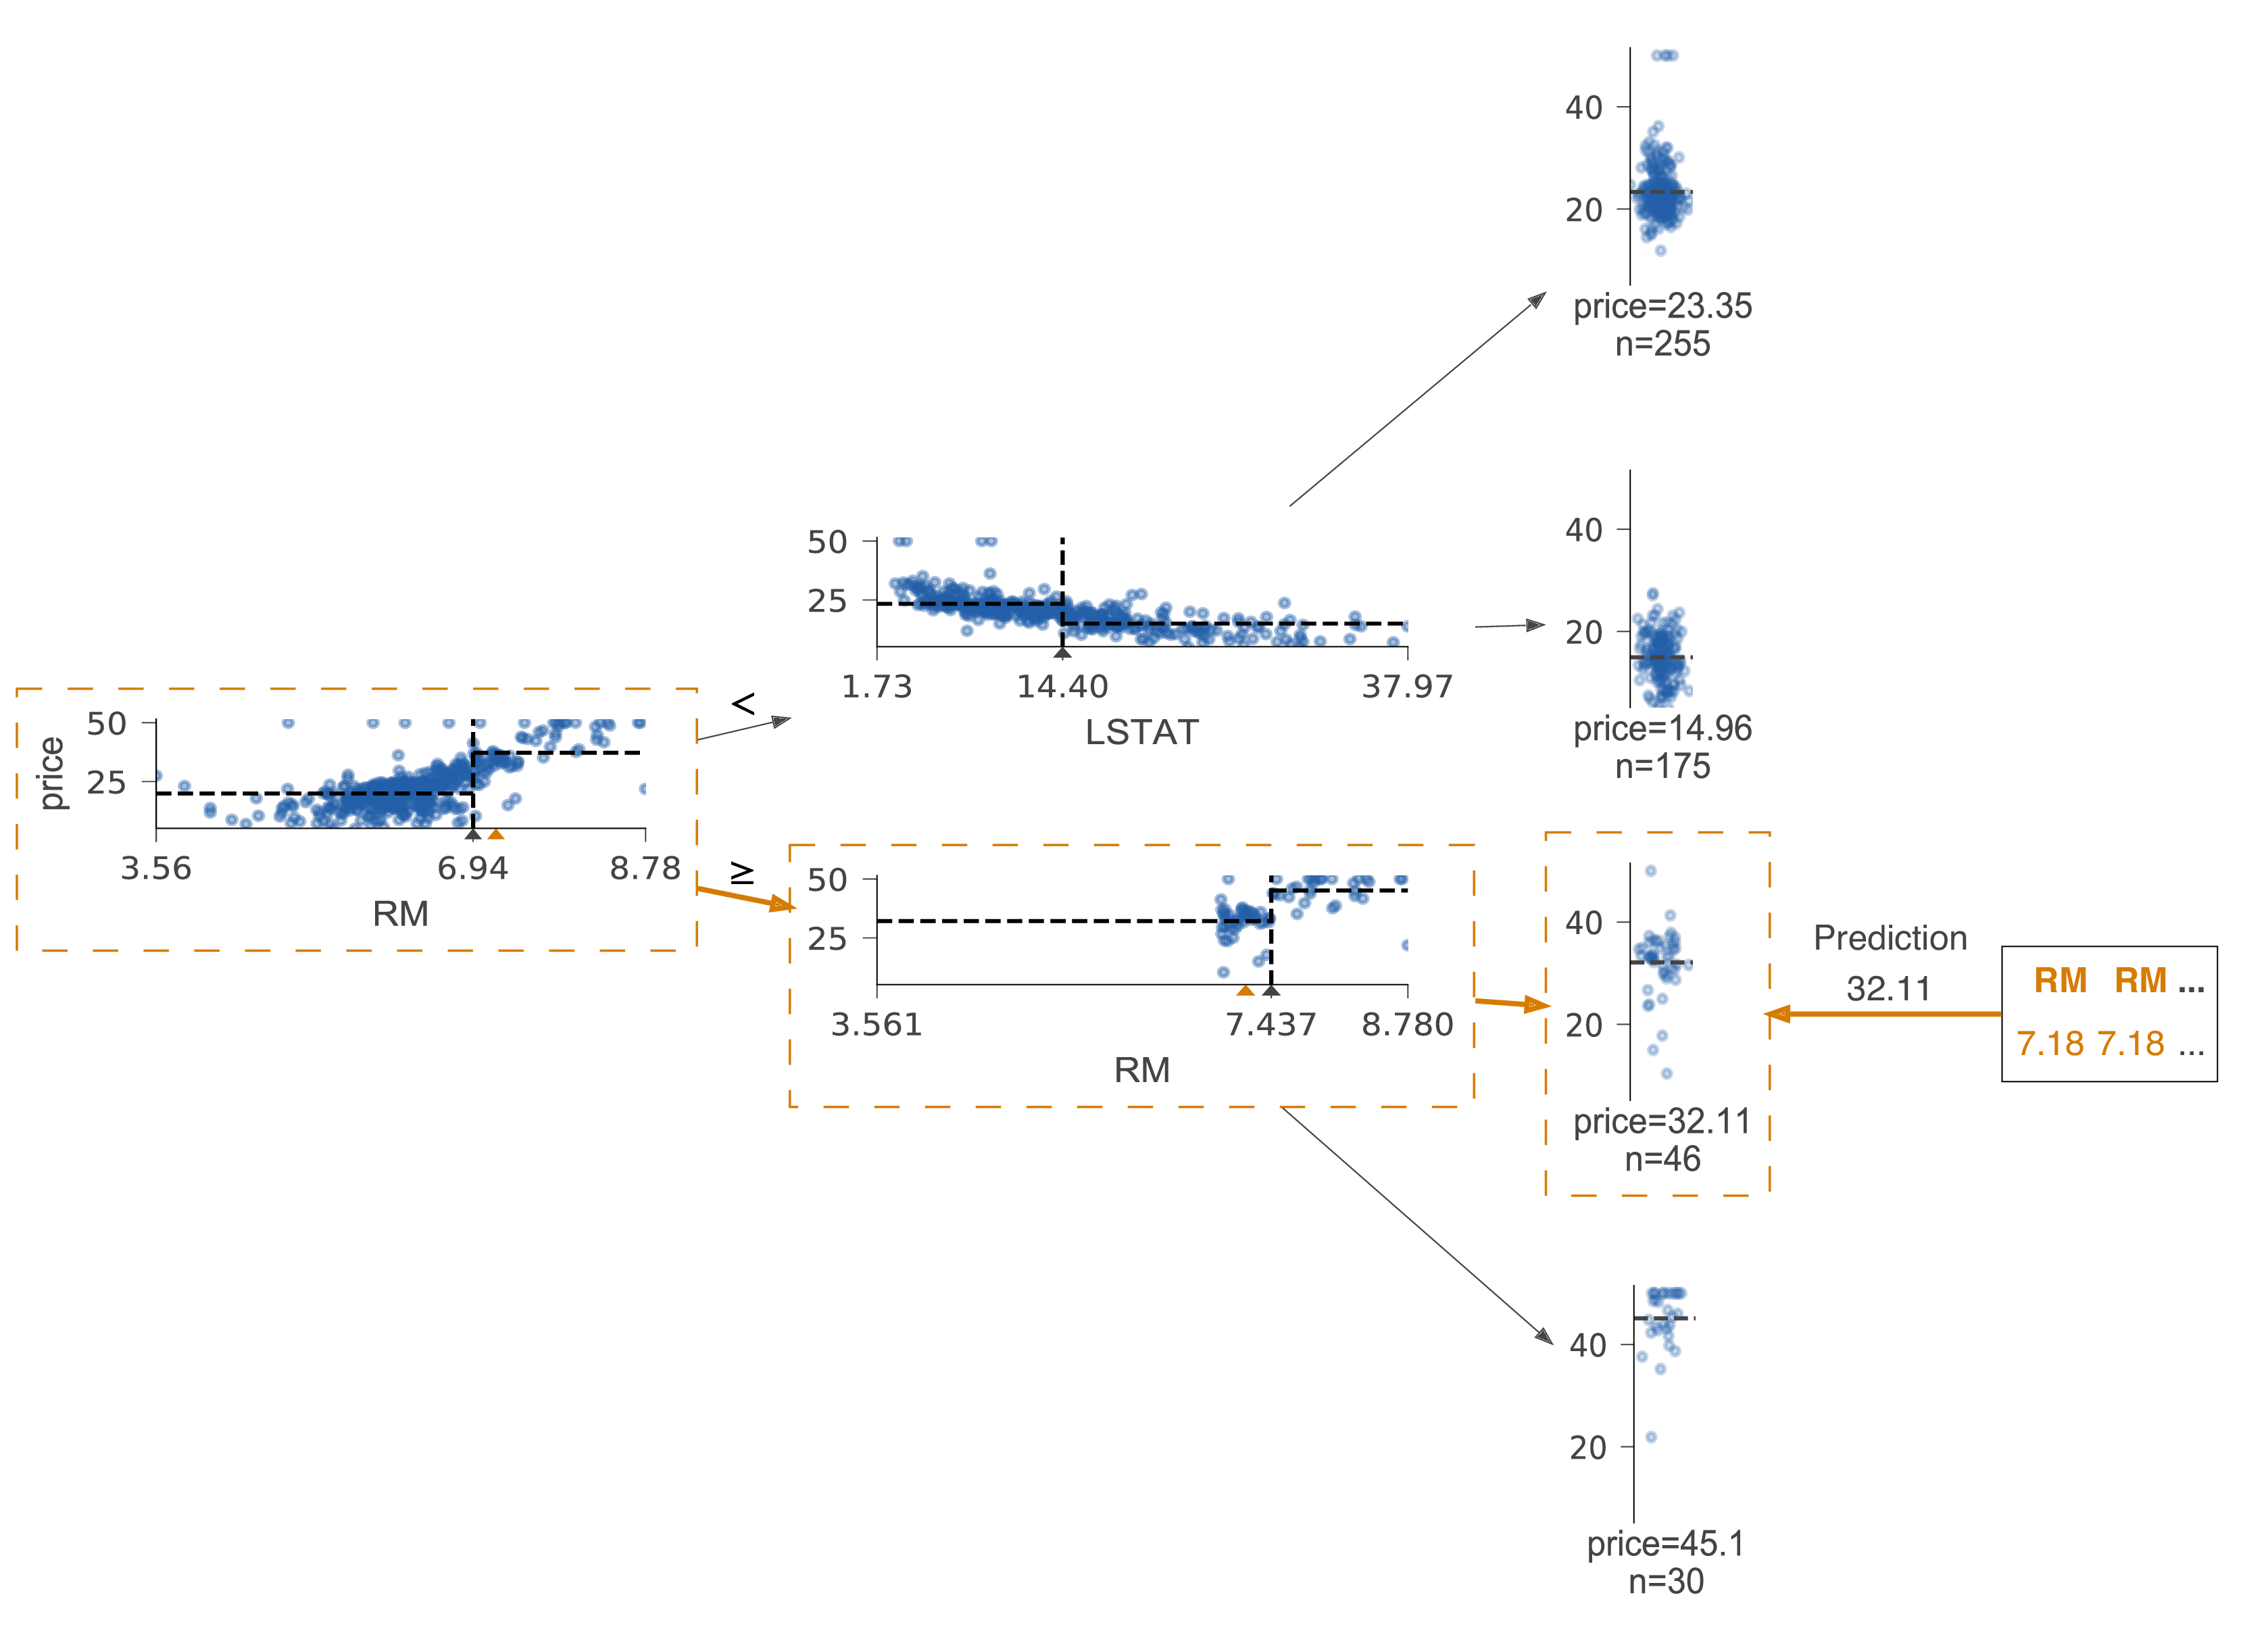 40
20
price=23.35
n=255
40
20
price=14.96
n=175
50
25
1.73 14.40 37.97
LSTAT
<
price
50
25
3.56 6.94 8.78
RM
≥
50
25
3.561 7.437 8.780
RM
40
20
price=32.11
n=46
Prediction
32.11
RM RM ...
7.18 7.18 ...
40
20
price=45.1
n=30